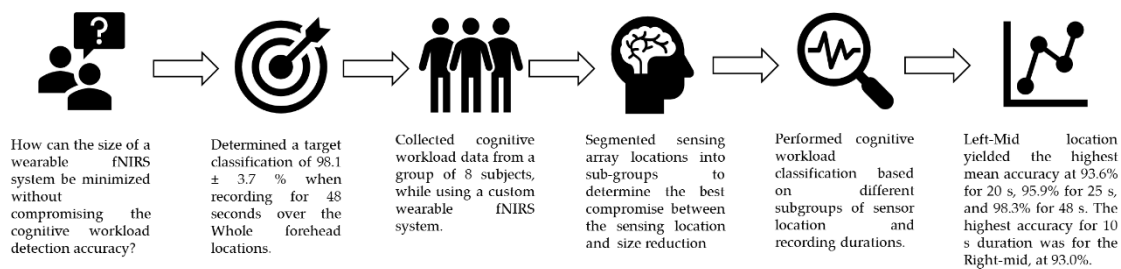 ?
How can the size of a
wearable fNIRS
system be minimized
without
compromising the
cognitive workload
detection accuracy?
Determined a target
classification of 98.1
± 3.7 % when
recording for 48
seconds over the
Whole forehead
locations.
Collected cognitive
workload data from a
group of 8 subjects,
while using a custom
wearable fNIRS
system.
Segmented sensing
array locations into
sub-groups to
determine the best
compromise between
the sensing location
and size reduction
Performed cognitive
workload
classification based
on different
subgroups of sensor
location and
recording durations.
Left-Mid location
yielded the highest
mean accuracy at 93.6%
for 20 s, 95.9% for 25 s,
and 98.3% for 48 s. The
highest accuracy for 10
s duration was for the
Right-mid, at 93.0%.